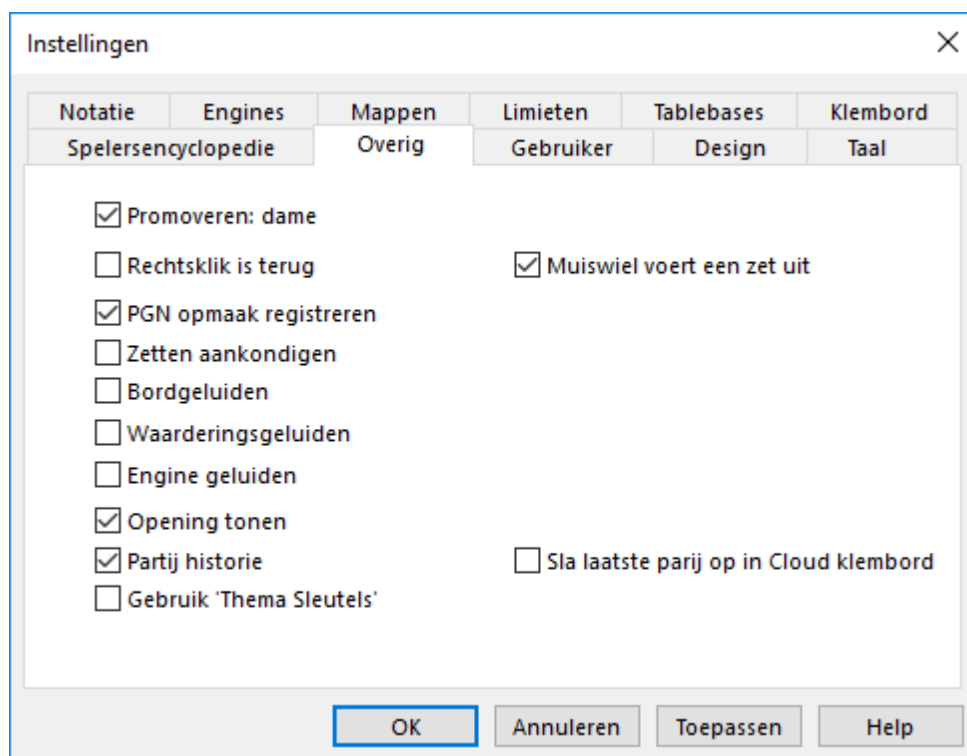 Instellingen
Notatie Engines Mappen Limieten Tablebases Klembord
Spelersencyclopedie Overig Gebruiker Design Taal
Promoveren: dame
Rechtsklik is terug Muiswiel voert een zet uit
PGN opmaak registreren
Zetten aankondigen
Bordgeluiden
Waarderingsgeluiden
Engine geluiden
Opening tonen
Partij historie Sla laatste parij op in Cloud klembord
Gebruik 'Thema Sleutels'
OK Annuleren Toepassen Help